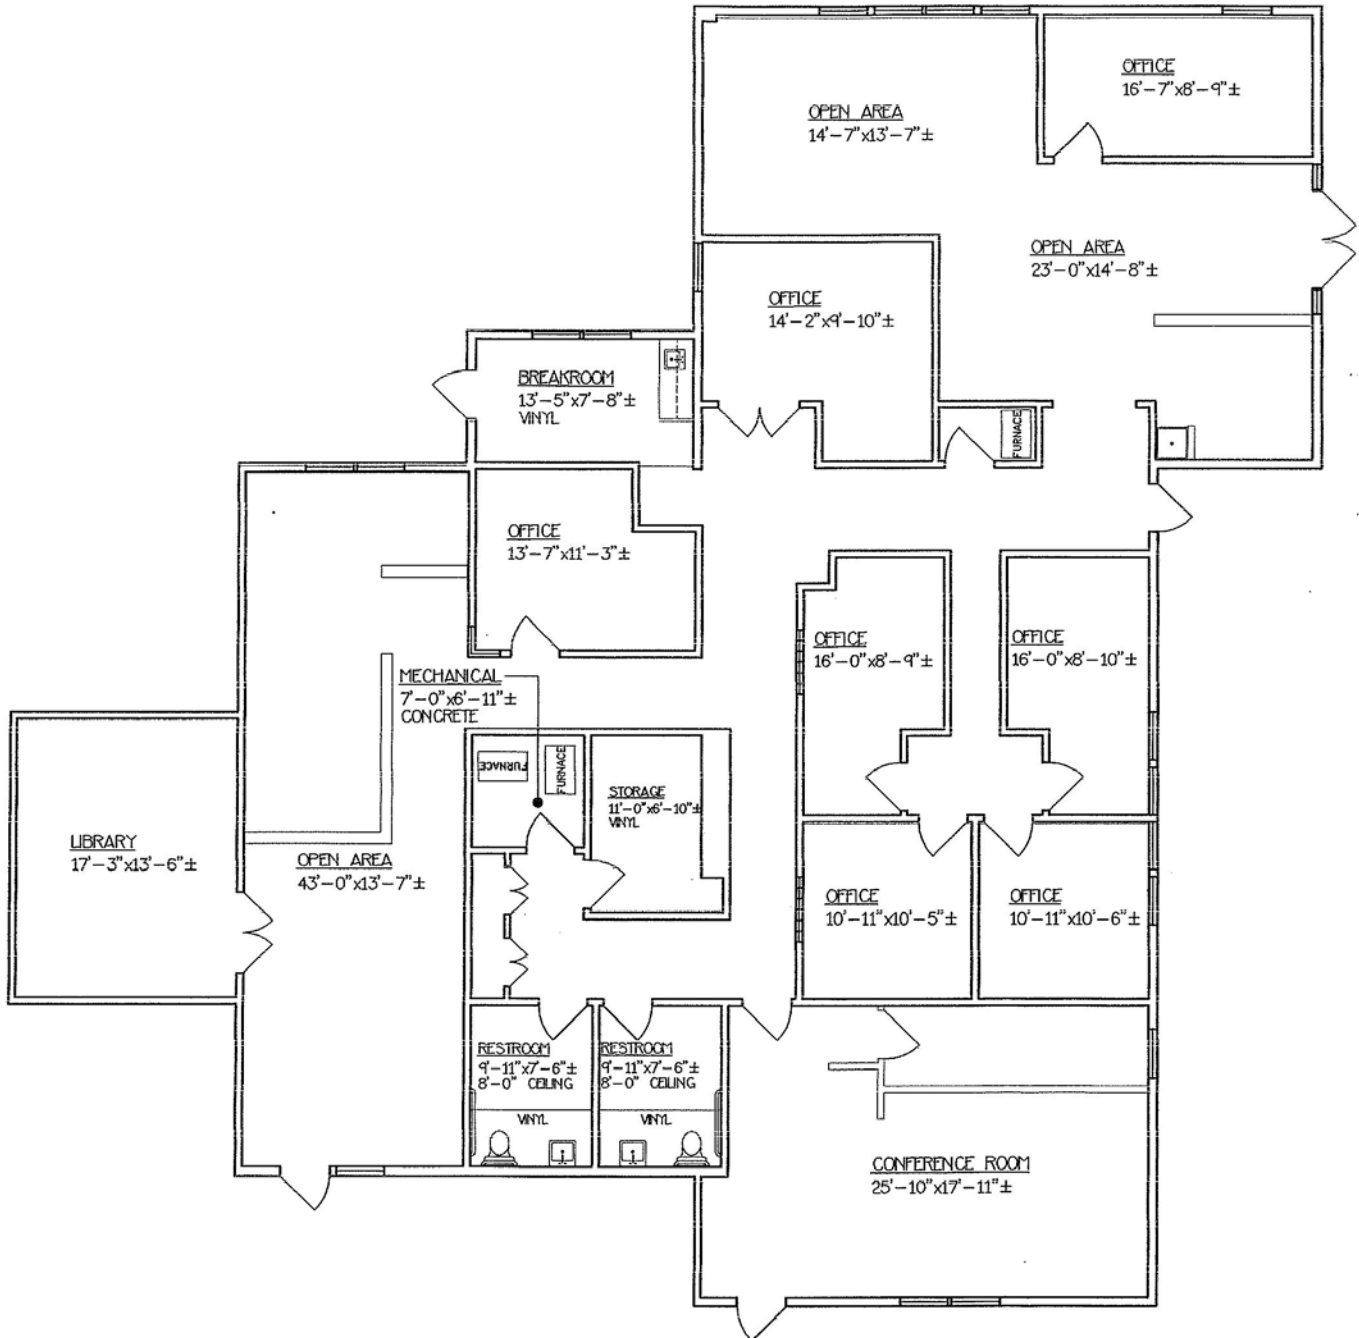 OFFICE
16'-7"x8'-9"±
OPEN AREA
14'-7"x13'-7"±
OPEN AREA
23'-0"x14'-8"±
OFFICE
14'-2"x9'-10"±
BREAKROOM
13'-5"x7'-8"±
VINYL
FURNACE
OFFICE
13'-7"x11'-3"±
OFFICE
16'-0"x8'-9"±
OFFICE
16'-0"x8'-10"±
MECHANICAL
7'-0"x6'-11"±
CONCRETE
FURNACE
FURNACE
STORAGE
11'-0"x6'-10"±
VINYL
LIBRARY
17'-3"x13'-6"±
OPEN AREA
43'-0"x13'-7"±
OFFICE
10'-11"x10'-5"±
OFFICE
10'-11"x10'-6"±
RESTROOM
9'-11"x7'-6"±
8'-0" CEILING
VINYL
RESTROOM
9'-11"x7'-6"±
8'-0" CEILING
VINYL
CONFERENCE ROOM
25'-10"x17'-11"±